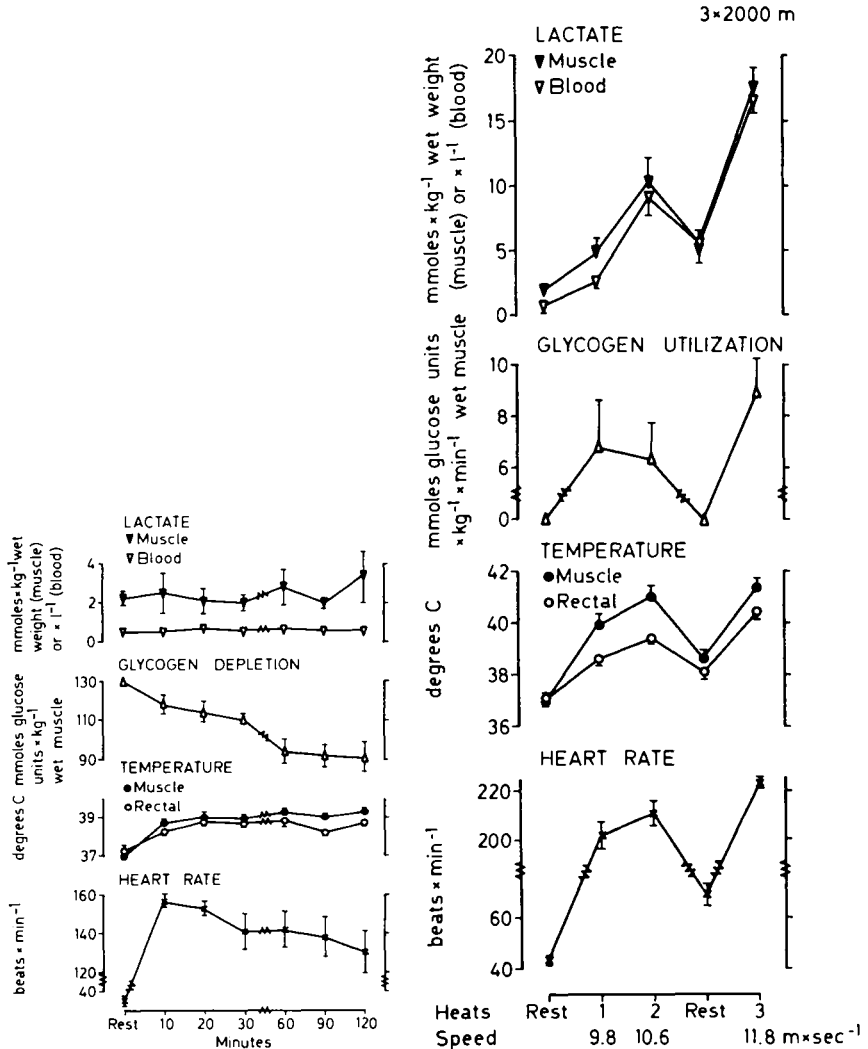 LACTATE
▼Muscle
▽Blood
mmoles×kg⁻¹wet
weight (muscle)
or × l⁻¹ (blood)
4
2
0
GLYCOGEN DEPLETION
mmoles glucose
units×kg⁻¹
wet muscle
130
110
90
TEMPERATURE
●Muscle
○Rectal
degrees C
39
37
HEART RATE
beats×min⁻¹
160
140
120
40
Rest 10 20 30 60 90 120
Minutes
3×2000 m
LACTATE
▼Muscle
▽Blood
mmoles×kg⁻¹ wet weight
(muscle) or × l⁻¹ (blood)
20
15
10
5
0
GLYCOGEN UTILIZATION
mmoles glucose units
×kg⁻¹×min⁻¹ wet muscle
10
8
6
0
TEMPERATURE
●Muscle
○Rectal
degrees C
42
40
38
36
HEART RATE
beats×min⁻¹
220
200
60
40
Heats Rest 1 2 Rest 3
Speed 9.8 10.6 11.8 m×sec⁻¹